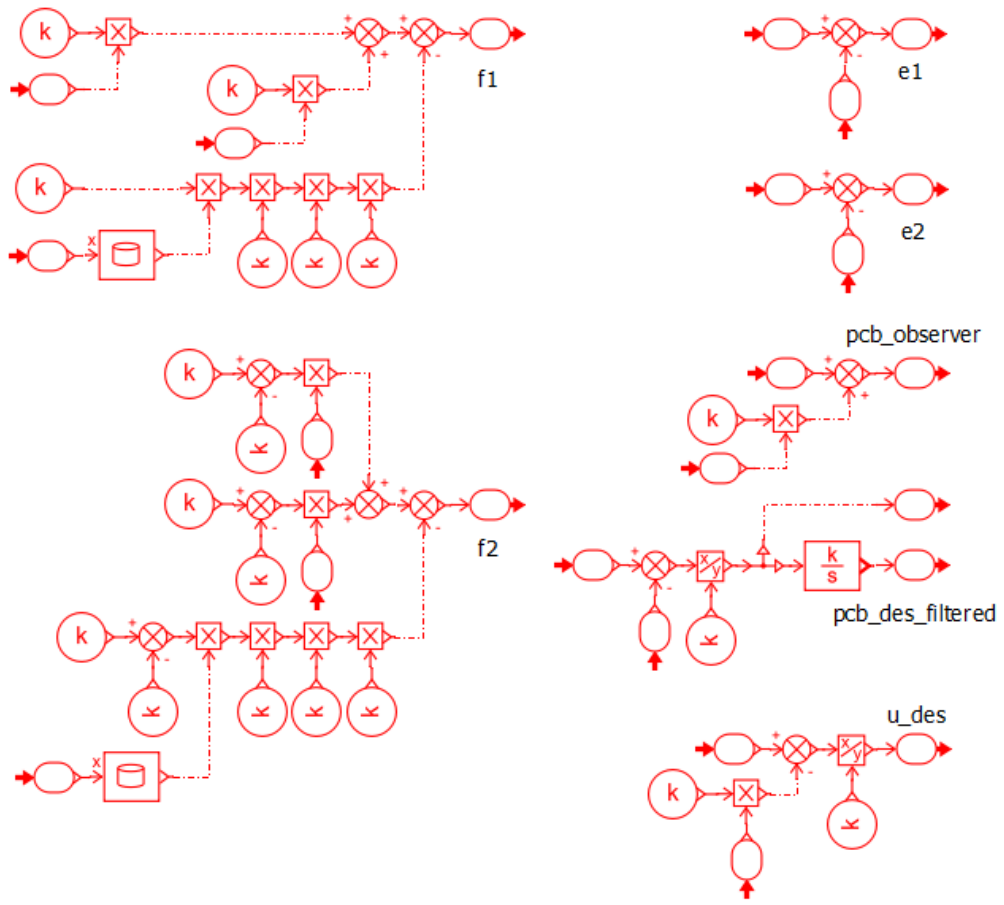 k
+
+
e1
-
+
-
k
f1
k
+
e2
-
x
k
k
k
pcb_observer
k
+
-
+
k
+
k
k
+
-
+
+
+
-
k
f2
+
-
x/y
k/s
pcb_des_filtered
k
k
+
-
k
k
k
k
u_des
x
+
-
x/y
k
k